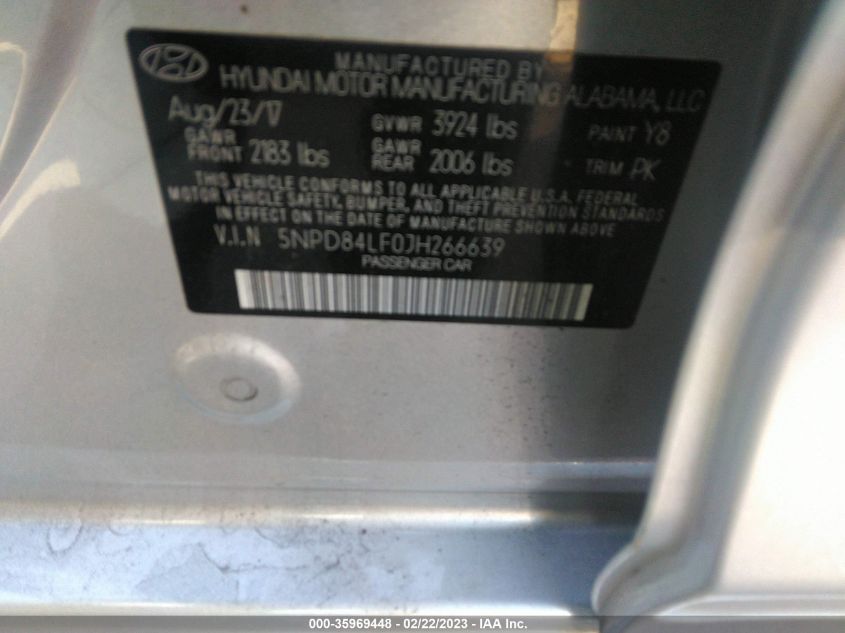 MANUFACTURED BY
HYUNDAI MOTOR MANUFACTURING ALABAMA, LLC
Aug/23/17 GVWR 3924 lbs PAINT Y8
GAWR FRONT 2183 lbs GAWR REAR 2006 lbs TRIM PK
THIS VEHICLE CONFORMS TO ALL APPLICABLE U.S.A. FEDERAL
MOTOR VEHICLE SAFETY, BUMPER, AND THEFT PREVENTION STANDARDS
IN EFFECT ON THE DATE OF MANUFACTURE SHOWN ABOVE
V.I.N 5NPD84LF0JH266639
PASSENGER CAR
000-35969448 - 02/22/2023 - IAA Inc.